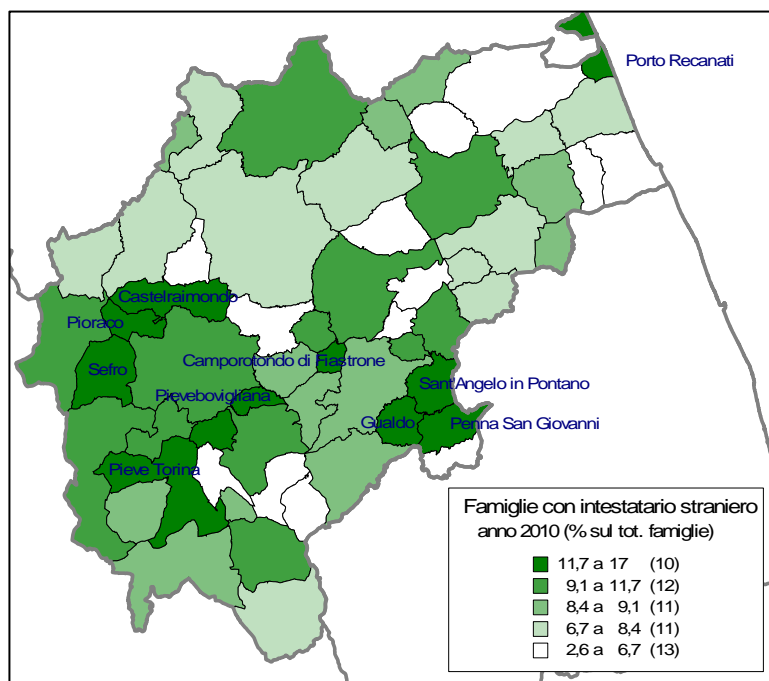 Porto Recanati
Castelraimondo
Pioraco
Camporotondo di Fiastrone
Sefro
Sant'Angelo in Pontano
Pievebovigliana
Gualdo
Penna San Giovanni
Pieve Torina
Famiglie con intestatario straniero
anno 2010 (% sul tot. famiglie)
11,7 a 17 (10)
9,1 a 11,7 (12)
8,4 a 9,1 (11)
6,7 a 8,4 (11)
2,6 a 6,7 (13)